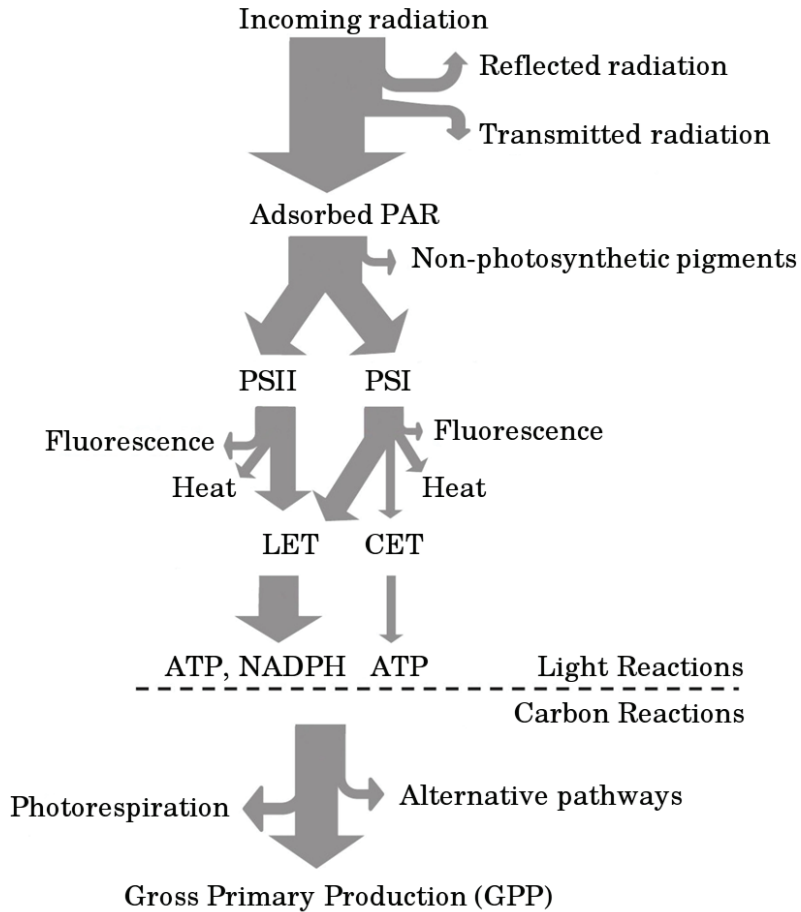 Incoming radiation
Reflected radiation
Transmitted radiation
Adsorbed PAR
Non-photosynthetic pigments
PSII PSI
Fluorescence Fluorescence
Heat Heat
LET CET
ATP, NADPH ATP Light Reactions
Carbon Reactions
Photorespiration Alternative pathways
Gross Primary Production (GPP)